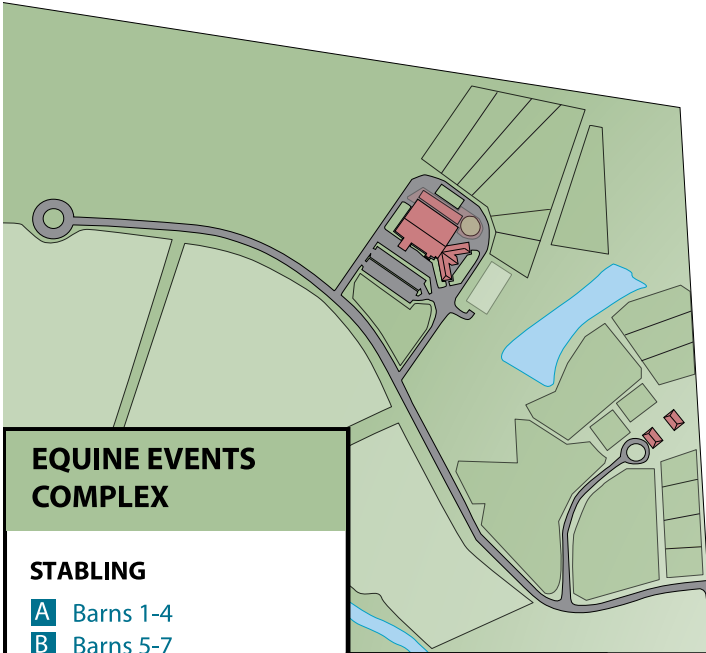 EQUINE EVENTS
COMPLEX
STABLING
A Barns 1-4
B Barns 5-7